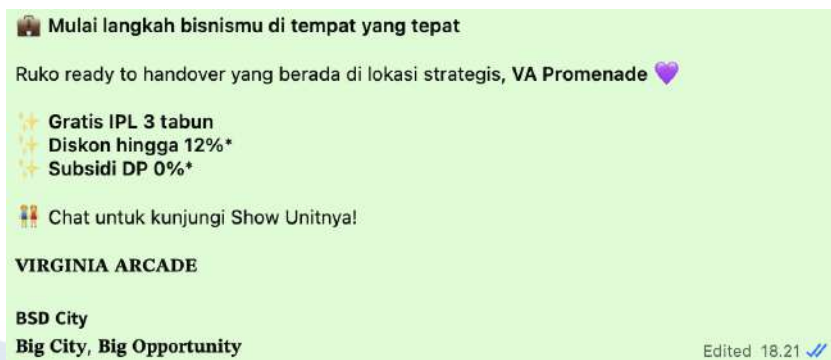 💼 Mulai langkah bisnismu di tempat yang tepat
Ruko ready to handover yang berada di lokasi strategis, VA Promenade 💜
✨ Gratis IPL 3 tabun
✨ Diskon hingga 12%*
✨ Subsidi DP 0%*
👫 Chat untuk kunjungi Show Unitnya!
VIRGINIA ARCADE
BSD City
Big City, Big Opportunity
Edited 18.21